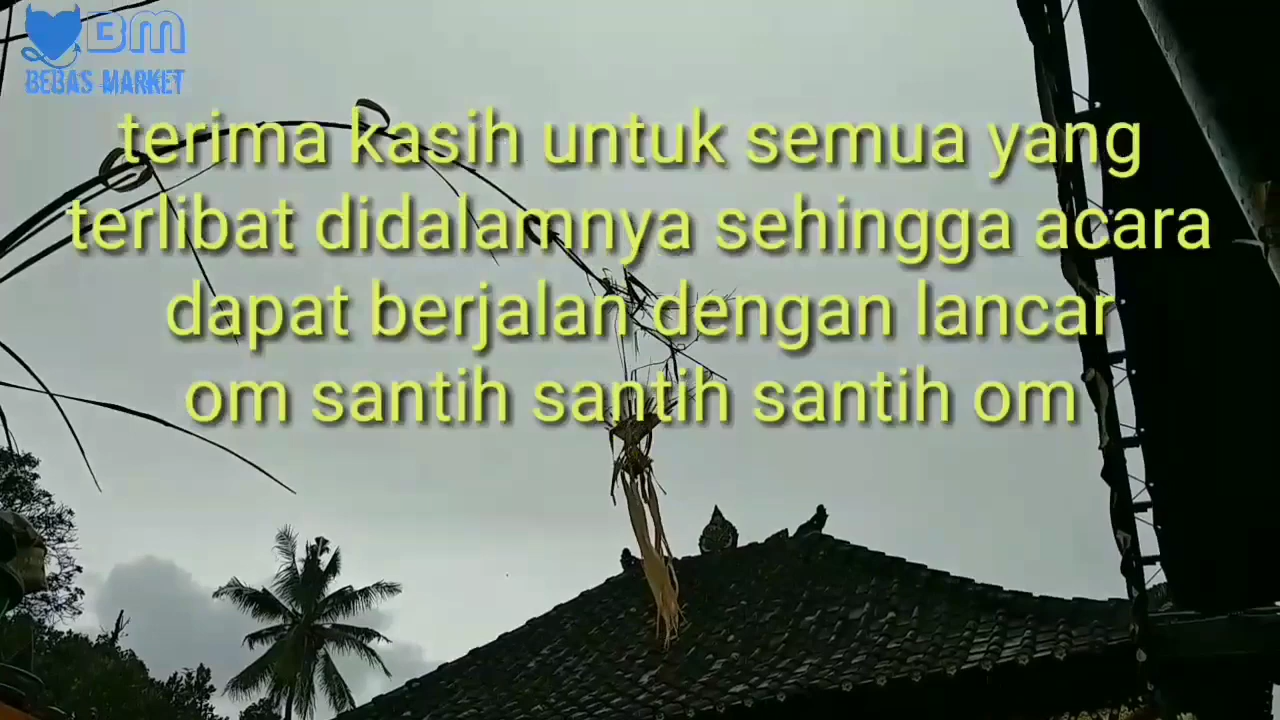 BM
BEBAS MARKET
terima kasih untuk semua yang
terlibat didalamnya sehingga acara
dapat berjalan dengan lancar
om santih santih santih om